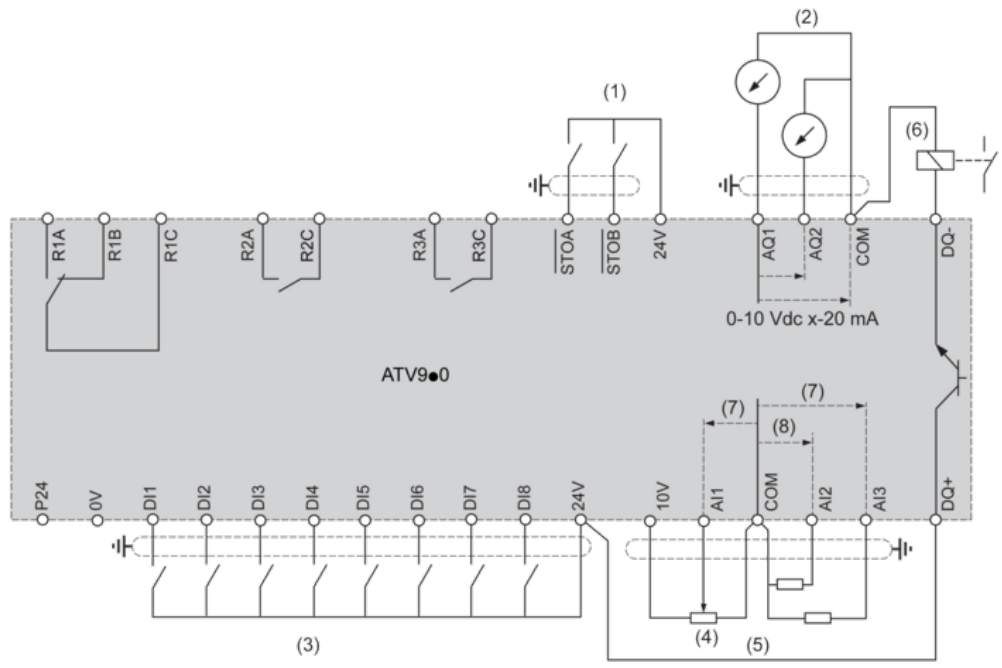 (2)
(1)
(6)
R1A
R1B
R1C
R2A
R2C
R3A
R3C
STOA
STOB
24V
AQ1
AQ2
COM
DQ-
0-10 Vdc x-20 mA
ATV9●0
(7)
(7)
(8)
P24
0V
DI1
DI2
DI3
DI4
DI5
DI6
DI7
DI8
24V
10V
AI1
COM
AI2
AI3
DQ+
(3)
(4)
(5)